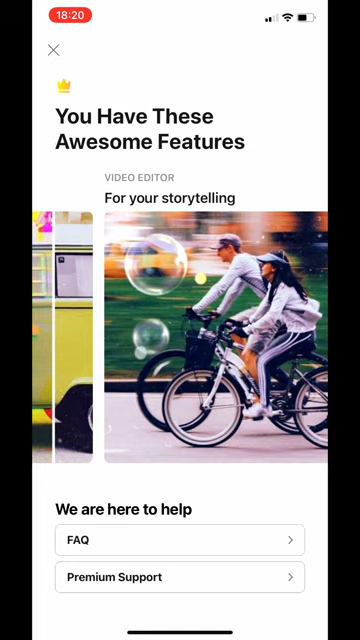 18:20
You Have These
Awesome Features
VIDEO EDITOR
For your storytelling
We are here to help
FAQ
Premium Support